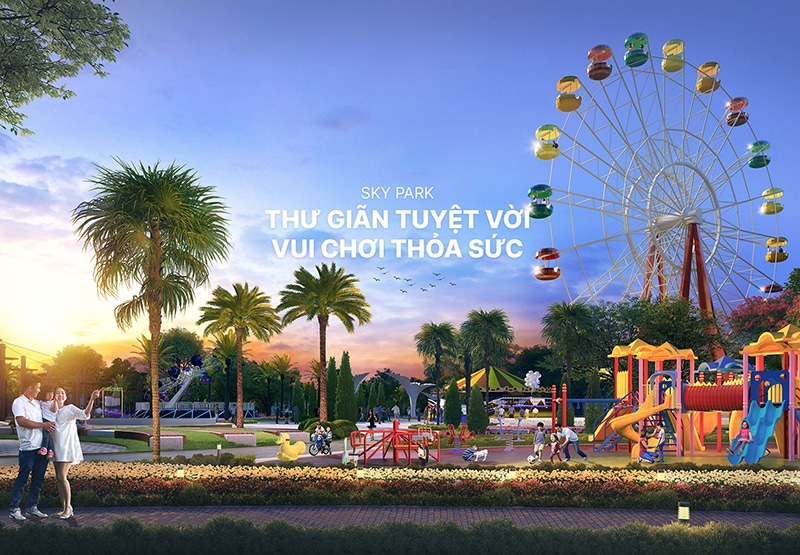 SKY PARK
THƯ GIÃN TUYỆT VỜI
VUI CHƠI THỎA SỨC